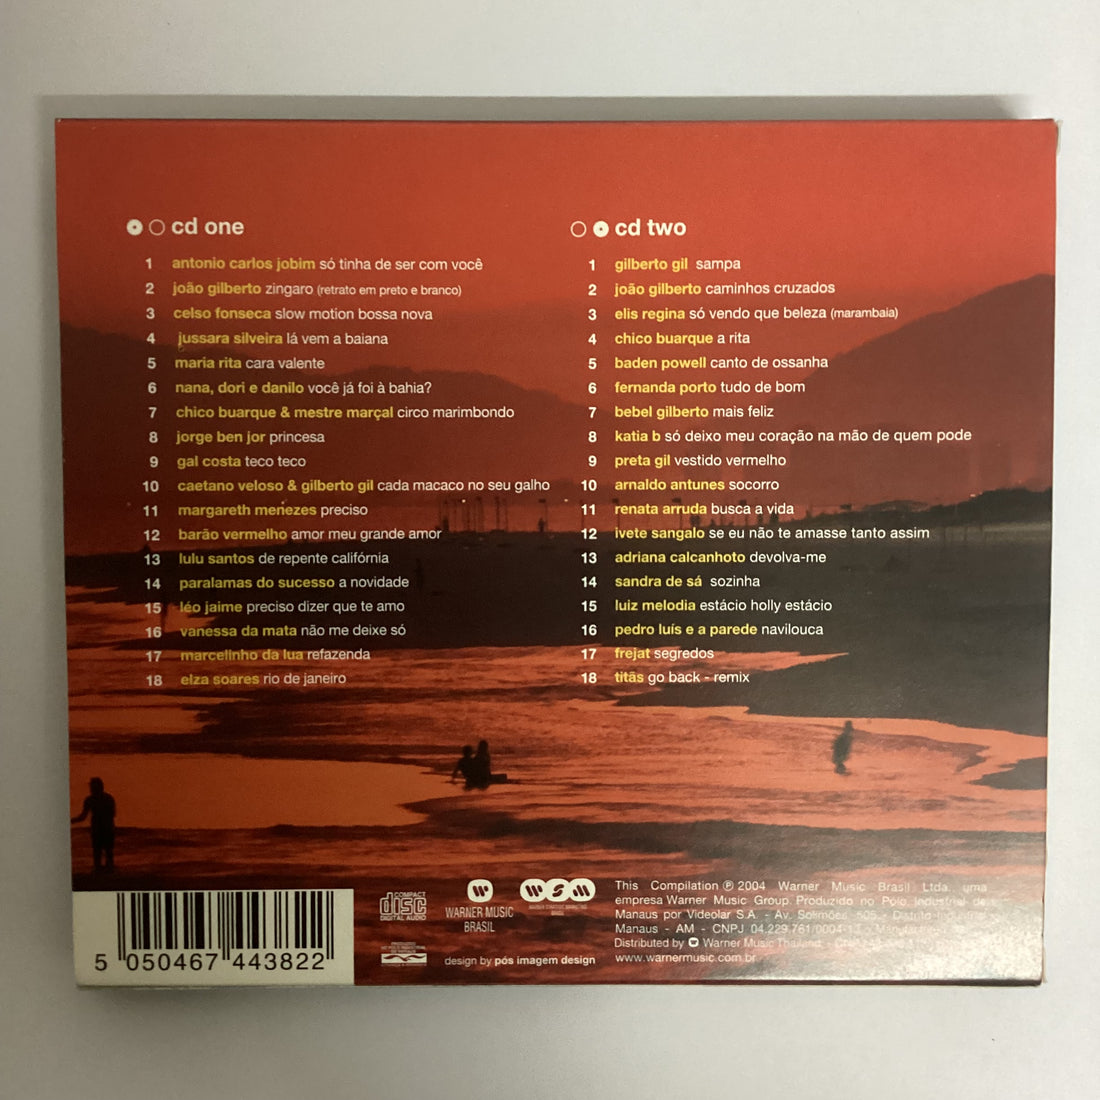 cd one
1 antonio carlos jobim só tinha de ser com você
2 joão gilberto zingaro (retrato em preto e branco)
3 celso fonseca slow motion bossa nova
4 jussara silveira lá vem a baiana
5 maria rita cara valente
6 nana, dori e danilo você já foi à bahia?
7 chico buarque & mestre marçal circo marimbondo
8 jorge ben jor princesa
9 gal costa teco teco
10 caetano veloso & gilberto gil cada macaco no seu galho
11 margareth menezes preciso
12 barão vermelho amor meu grande amor
13 lulu santos de repente califórnia
14 paralamas do sucesso a novidade
15 léo jaime preciso dizer que te amo
16 vanessa da mata não me deixe só
17 marcelinho da lua refazenda
18 elza soares rio de janeiro
cd two
1 gilberto gil sampa
2 joão gilberto caminhos cruzados
3 elis regina só vendo que beleza (marambaia)
4 chico buarque a rita
5 baden powell canto de ossanha
6 fernanda porto tudo de bom
7 bebel gilberto mais feliz
8 katia b só deixo meu coração na mão de quem pode
9 preta gil vestido vermelho
10 arnaldo antunes socorro
11 renata arruda busca a vida
12 ivete sangalo se eu não te amasse tanto assim
13 adriana calcanhoto devolva-me
14 sandra de sá sozinha
15 luiz melodia estácio holly estácio
16 pedro luís e a parede navilouca
17 frejat segredos
18 titãs go back - remix
5 050467 443822
COMPACT
disc
DIGITAL AUDIO
WARNER MUSIC
BRASIL
design by pós imagem design
This Compilation ℗ 2004 Warner Music Brasil Ltda. uma
empresa Warner Music Group. Produzido no Polo Industrial de
Manaus por Videolar S.A. - Av. Solimões, 505 - Distrito Industrial
Manaus - AM - CNPJ 04.229.761/0004-13
Distributed by Warner Music Thailand.
www.warnermusic.com.br